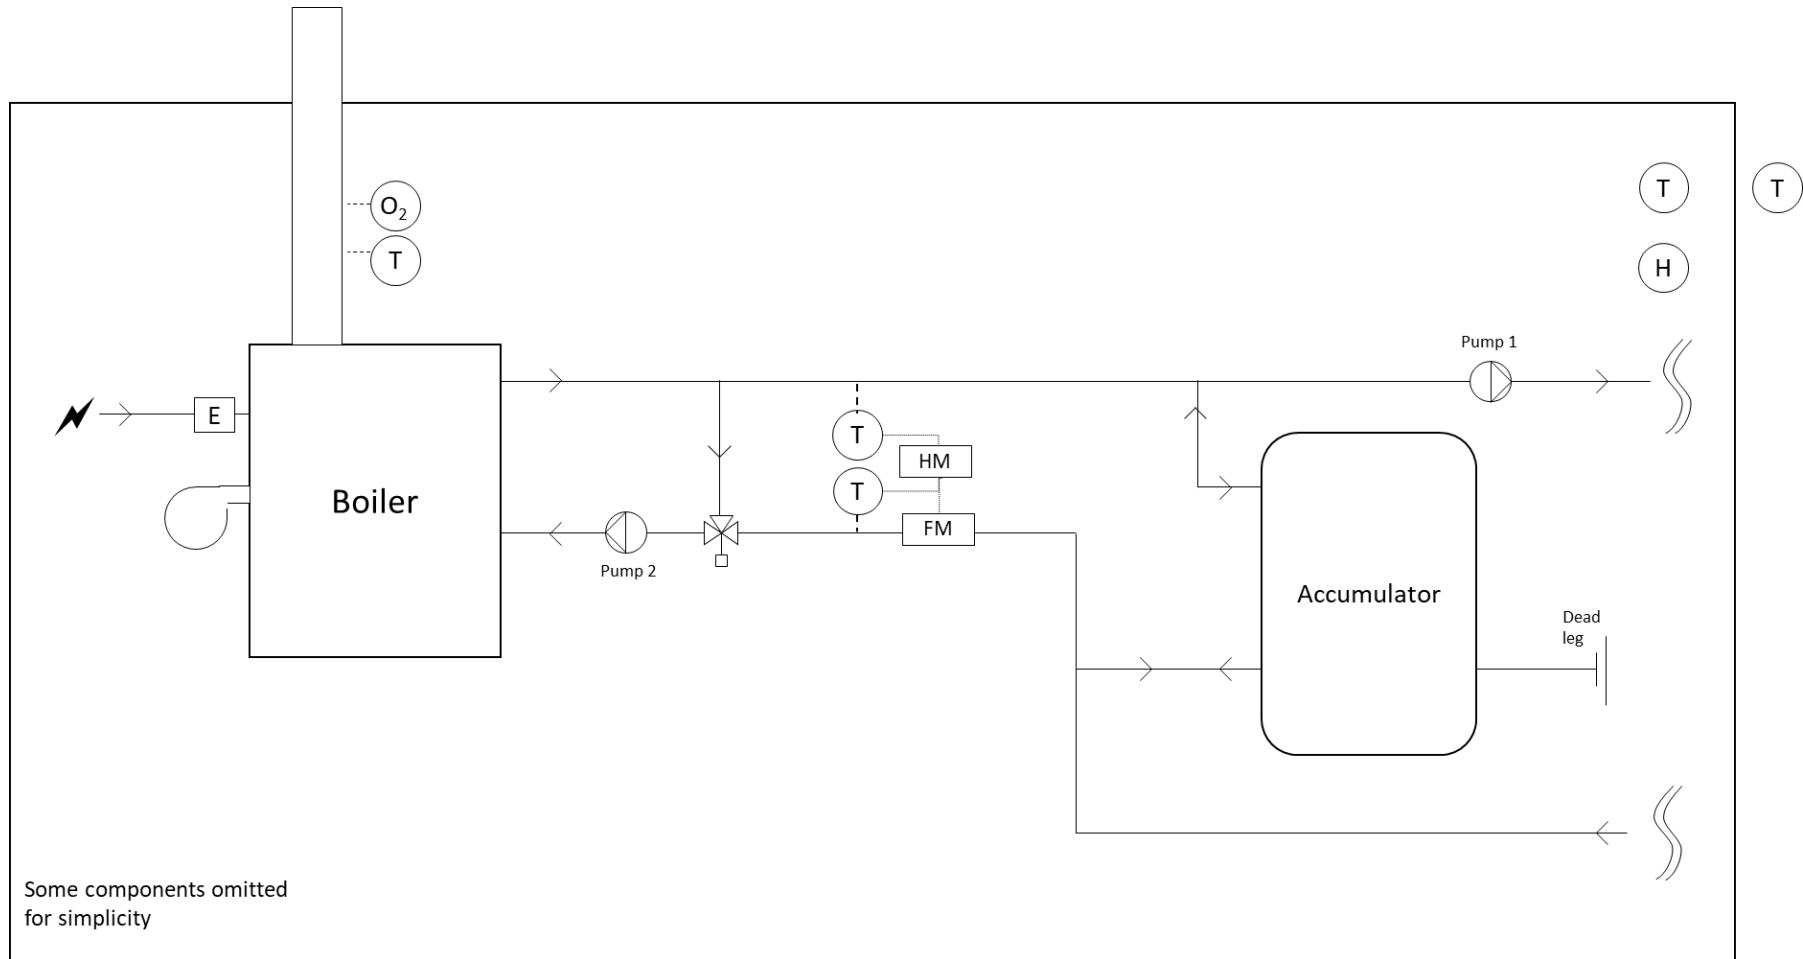 O2
T
T
T
H
Pump 1
E
T
HM
Boiler
T
FM
Pump 2
Accumulator
Dead
leg
Some components omitted
for simplicity